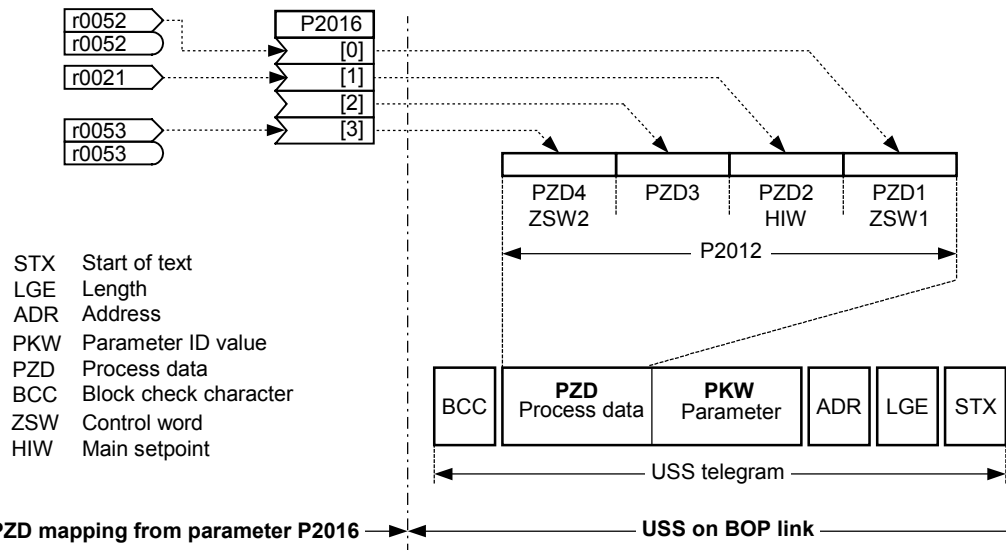 r0052
r0052
r0021
r0053
r0053
P2016
[0]
[1]
[2]
[3]
PZD4 PZD3 PZD2 PZD1
ZSW2 HIW ZSW1
P2012
STX Start of text
LGE Length
ADR Address
PKW Parameter ID value
PZD Process data
BCC Block check character
ZSW Control word
HIW Main setpoint
BCC PZD Process data PKW Parameter ADR LGE STX
USS telegram
PZD mapping from parameter P2016
USS on BOP link